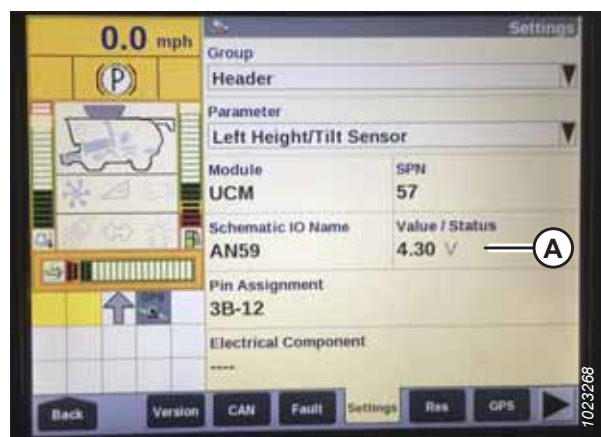 0.0 mph
Settings
Group
(P)
Header
Parameter
Left Height/Tilt Sensor
Module
SPN
UCM
57
Schematic IO Name
Value / Status
AN59
4.30 V
A
Pin Assignment
3B-12
Electrical Component
----
Back
Version
CAN
Fault
Settings
Res
GPS
1023268